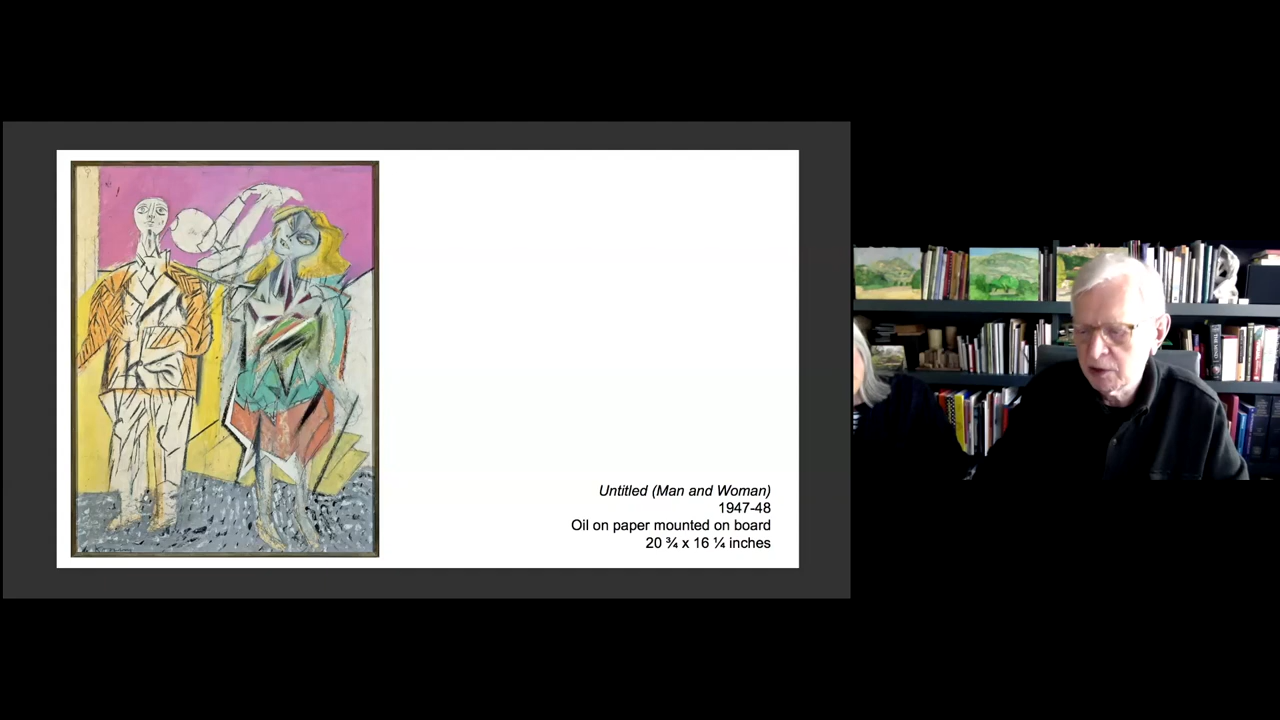 Untitled (Man and Woman)
1947-48
Oil on paper mounted on board
20 ¾ x 16 ¼ inches